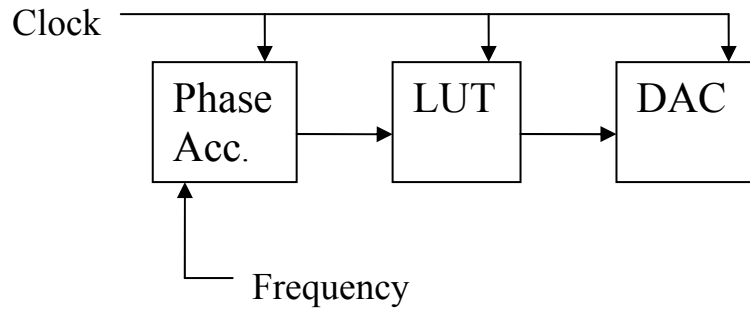 Clock
Phase
Acc.
LUT
DAC
Frequency